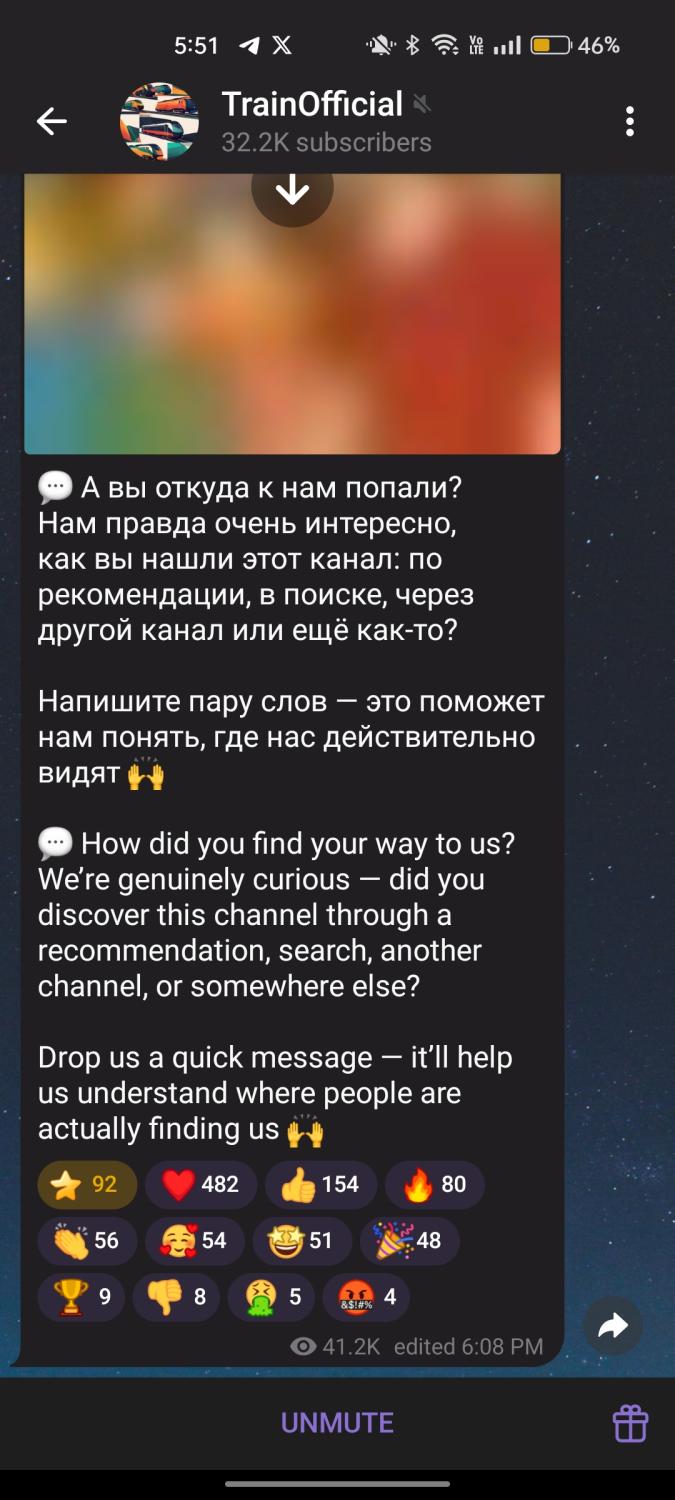 5:51
Vo LTE
46%
TrainOfficial
32.2K subscribers
💬 А вы откуда к нам попали?
Нам правда очень интересно,
как вы нашли этот канал: по
рекомендации, в поиске, через
другой канал или ещё как-то?
Напишите пару слов — это поможет
нам понять, где нас действительно
видят 🙌
💬 How did you find your way to us?
We’re genuinely curious — did you
discover this channel through a
recommendation, search, another
channel, or somewhere else?
Drop us a quick message — it’ll help
us understand where people are
actually finding us 🙌
⭐ 92 ❤️ 482 👍 154 🔥 80
👏 56 🥰 54 🤩 51 🎉 48
🏆 9 👎 8 🤮 5 🤬 4
41.2K edited 6:08 PM
UNMUTE